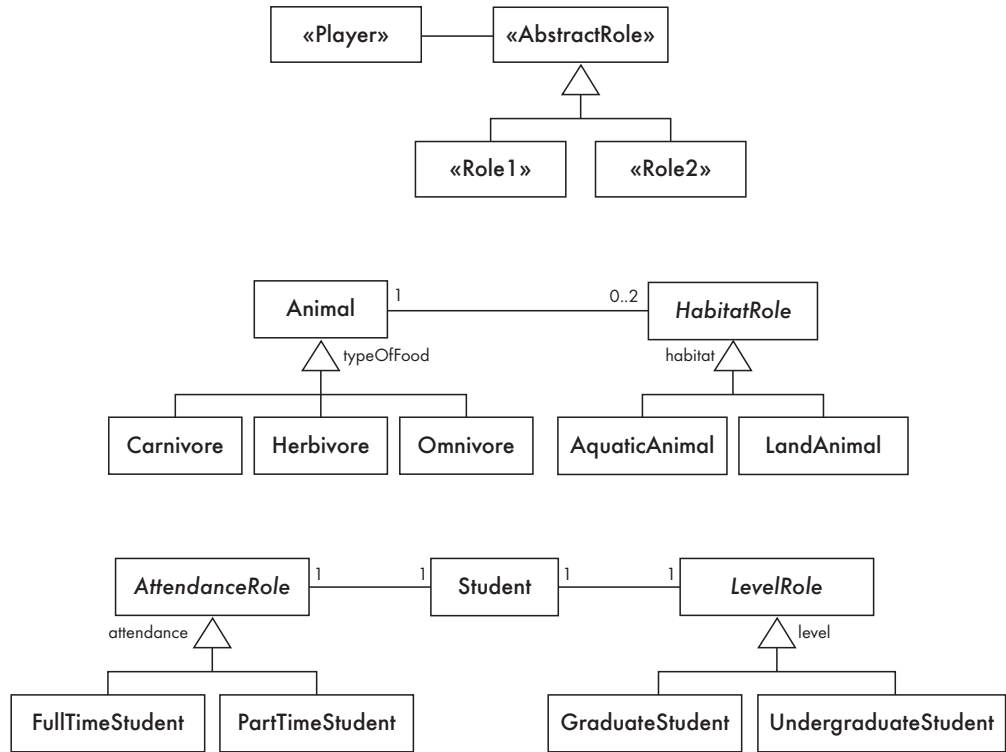 «Player» «AbstractRole»
«Role1» «Role2»
1 0..2
Animal HabitatRole
typeOfFood habitat
Carnivore Herbivore Omnivore AquaticAnimal LandAnimal
1 1 1 1
AttendanceRole Student LevelRole
attendance level
FullTimeStudent PartTimeStudent GraduateStudent UndergraduateStudent